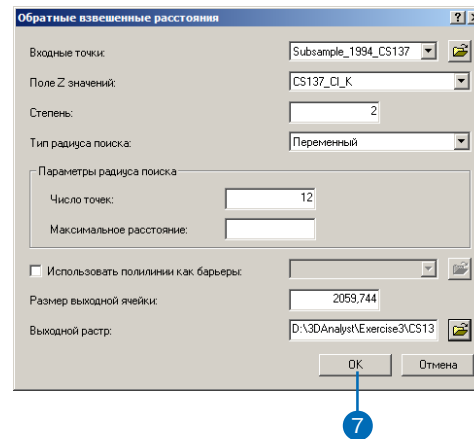 Обратные взвешенные расстояния
Входные точки: Subsample_1994_CS137
Поле Z значений: CS137_CI_K
Степень: 2
Тип радиуса поиска: Переменный
Параметры радиуса поиска
Число точек: 12
Максимальное расстояние:
Использовать полилинии как барьеры:
Размер выходной ячейки: 2059,744
Выходной растр: D:\3DAnalyst\Exercise3\CS13
OK Отмена
7